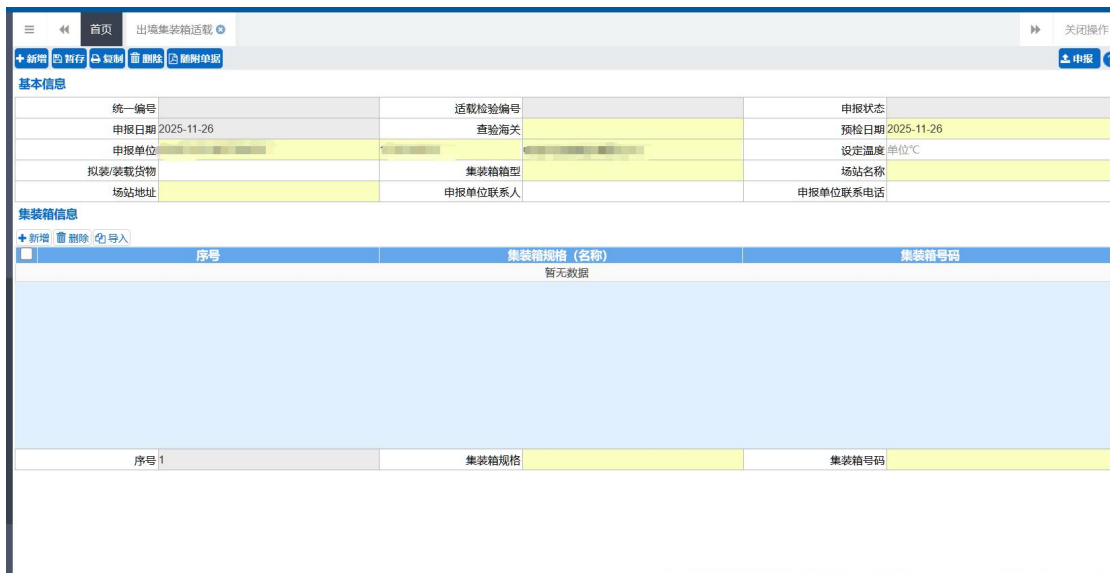 首页 出境集装箱适载 关闭操作
新增 暂存 复制 删除 随附单据 申报
基本信息
统一编号 适载检验编号 申报状态
申报日期 2025-11-26 查验海关 预检日期 2025-11-26
申报单位 设定温度 单位℃
拟装/装载货物 集装箱箱型 场站名称
场站地址 申报单位联系人 申报单位联系电话
集装箱信息
新增 删除 导入
序号 集装箱规格（名称） 集装箱号码
暂无数据
序号 1 集装箱规格 集装箱号码